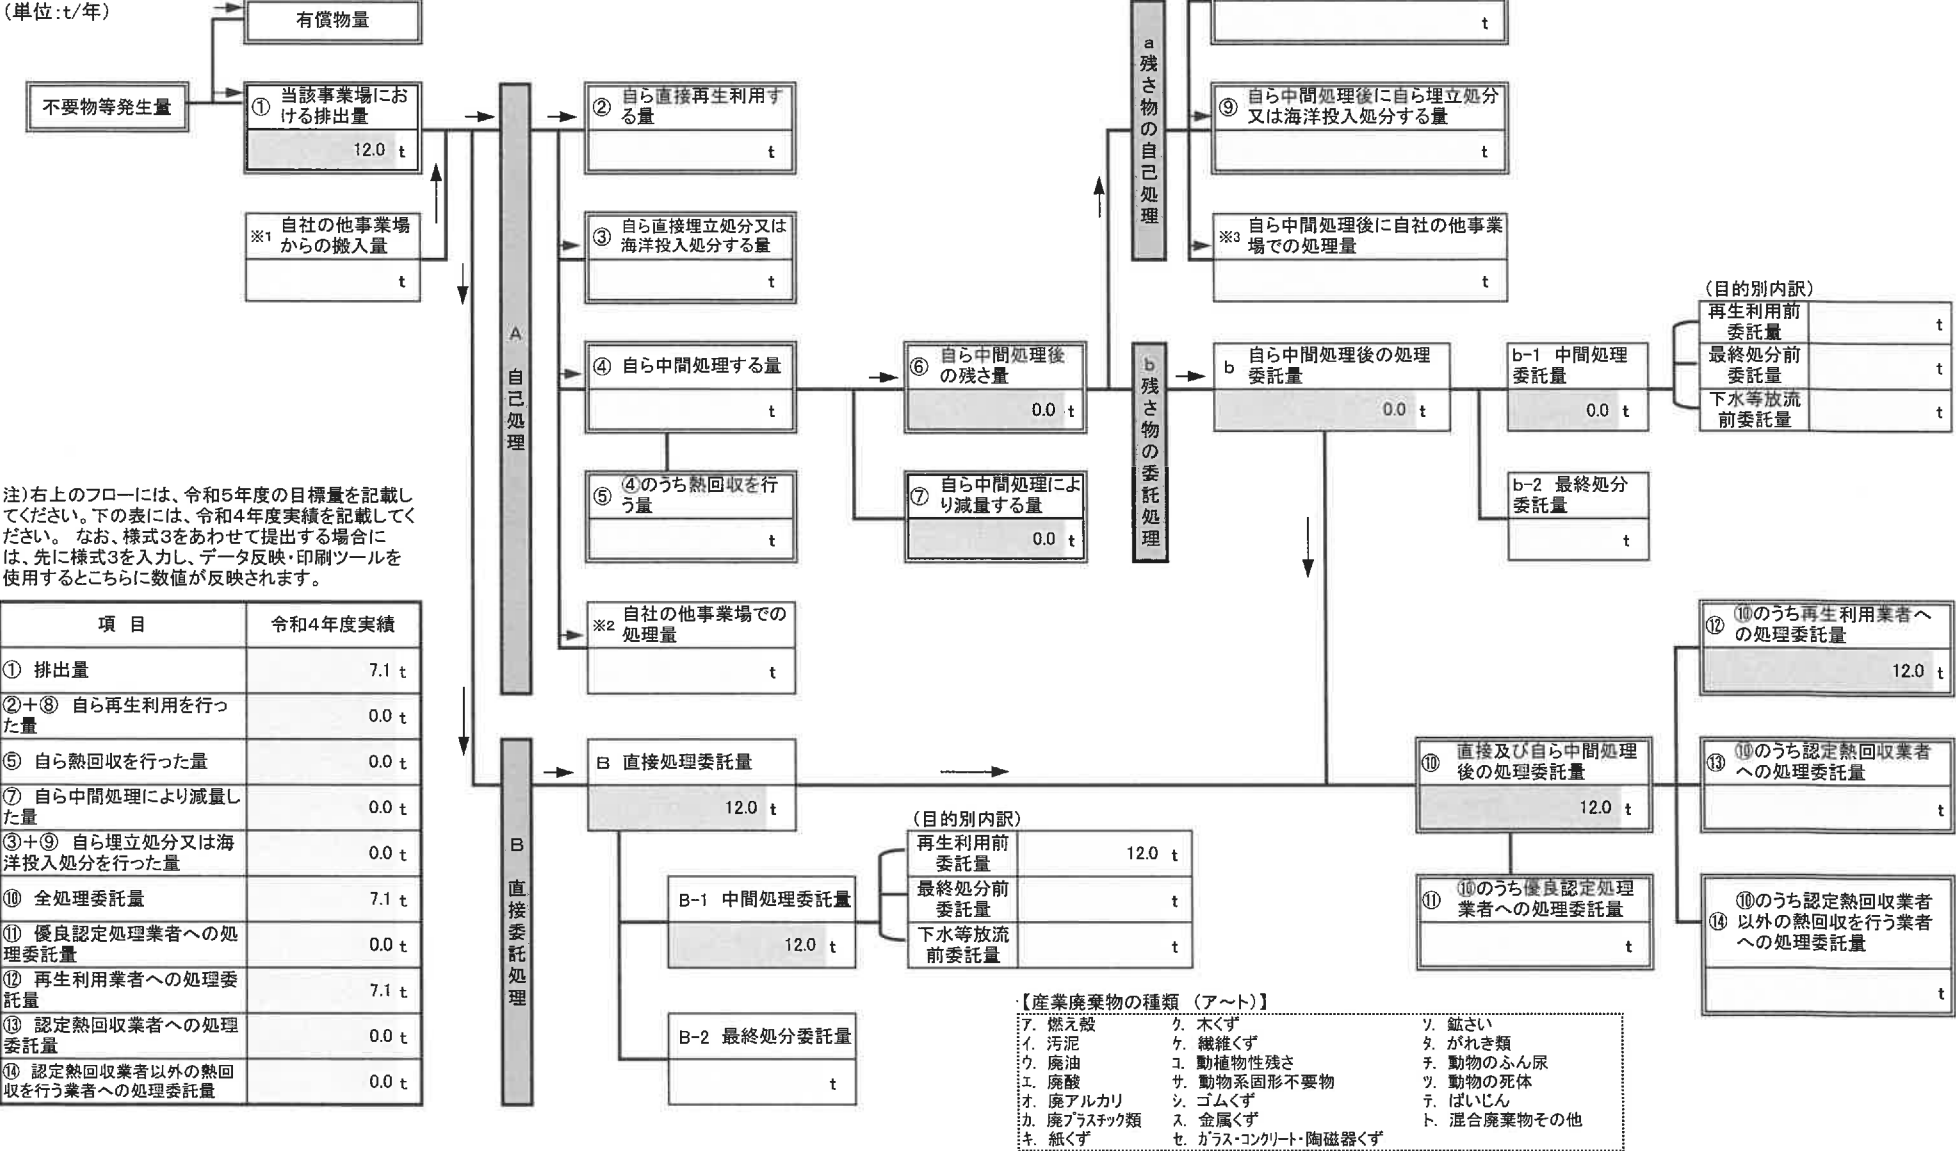 (単位:t/年)
有償物量
不要物等発生量
① 当該事業場にお
ける排出量
12.0 t
※1 自社の他事業場
からの搬入量
t
A 自己処理
② 自ら直接再生利用す
る量
t
③ 自ら直接埋立処分又は
海洋投入処分する量
t
④ 自ら中間処理する量
t
⑤ ④のうち熱回収を行
う量
t
※2 自社の他事業場での
処理量
t
⑥ 自ら中間処理後
の残さ量
0.0 t
⑦ 自ら中間処理によ
り減量する量
0.0 t
a 残さ物の自己処理
t
⑨ 自ら中間処理後に自ら埋立処分
又は海洋投入処分する量
t
※3 自ら中間処理後に自社の他事業
場での処理量
t
b 残さ物の委託処理
b 自ら中間処理後の処理
委託量
0.0 t
b-1 中間処理
委託量
0.0 t
b-2 最終処分
委託量
t
(目的別内訳)
再生利用前
委託量
t
最終処分前
委託量
t
下水等放流
前委託量
t
注)右上のフローには、令和5年度の目標量を記載し
てください。下の表には、令和4年度実績を記載してく
ださい。 なお、様式3をあわせて提出する場合に
は、先に様式3を入力し、データ反映・印刷ツールを
使用するとこちらに数値が反映されます。
項 目 令和4年度実績
① 排出量 7.1 t
②+⑧ 自ら再生利用を行っ
た量 0.0 t
⑤ 自ら熱回収を行った量 0.0 t
⑦ 自ら中間処理により減量し
た量 0.0 t
③+⑨ 自ら埋立処分又は海
洋投入処分を行った量 0.0 t
⑩ 全処理委託量 7.1 t
⑪ 優良認定処理業者への処
理委託量 0.0 t
⑫ 再生利用業者への処理委
託量 7.1 t
⑬ 認定熱回収業者への処理
委託量 0.0 t
⑭ 認定熱回収業者以外の熱回
収を行う業者への処理委託量 0.0 t
B 直接委託処理
B 直接処理委託量
12.0 t
B-1 中間処理委託量
12.0 t
B-2 最終処分委託量
t
(目的別内訳)
再生利用前
委託量
12.0 t
最終処分前
委託量
t
下水等放流
前委託量
t
⑩ 直接及び自ら中間処理
後の処理委託量
12.0 t
⑪ ⑩のうち優良認定処理
業者への処理委託量
t
⑫ ⑩のうち再生利用業者へ
の処理委託量
12.0 t
⑬ ⑩のうち認定熱回収業者
への処理委託量
t
⑭ ⑩のうち認定熱回収業者
以外の熱回収を行う業者
への処理委託量
t
【産業廃棄物の種類 (ア~ト)】
ア. 燃え殻 ク. 木くず ソ. 鉱さい
イ. 汚泥 ケ. 繊維くず タ. がれき類
ウ. 廃油 コ. 動植物性残さ チ. 動物のふん尿
エ. 廃酸 サ. 動物系固形不要物 ツ. 動物の死体
オ. 廃アルカリ シ. ゴムくず テ. ばいじん
カ. 廃プラスチック類 ス. 金属くず ト. 混合廃棄物その他
キ. 紙くず セ. ガラス・コンクリート・陶磁器くず